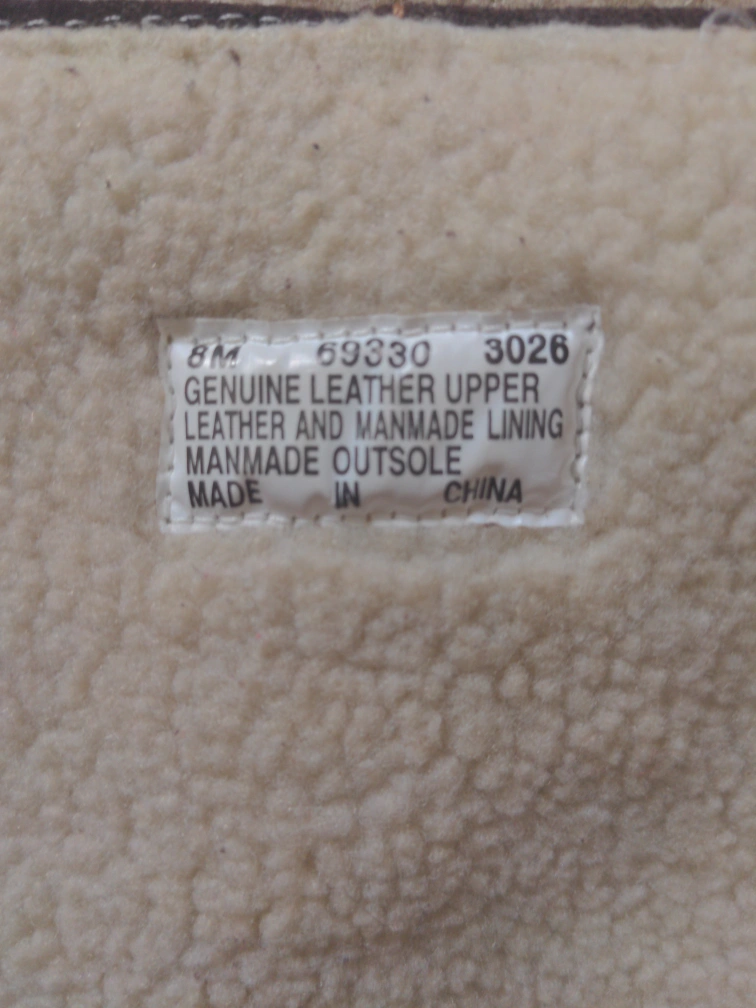 8M 69330 3026
GENUINE LEATHER UPPER
LEATHER AND MANMADE LINING
MANMADE OUTSOLE
MADE IN CHINA